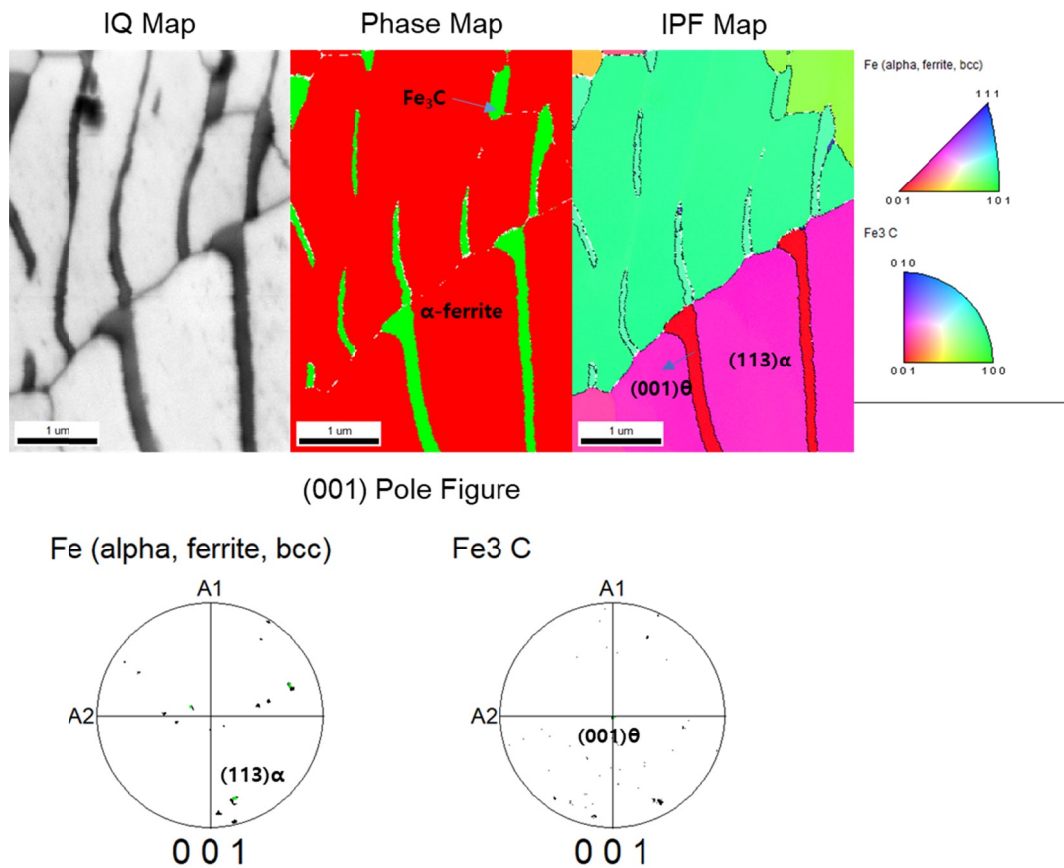 IQ Map
Phase Map
IPF Map
Fe (alpha, ferrite, bcc)
1 1 1
Fe₃C
0 0 1
1 0 1
Fe3 C
0 1 0
α-ferrite
(113)α
(001)θ
0 0 1
1 0 0
1 um
1 um
1 um
(001) Pole Figure
Fe (alpha, ferrite, bcc)
Fe3 C
A1
A1
A2
A2
(001)θ
(113)α
0 0 1
0 0 1